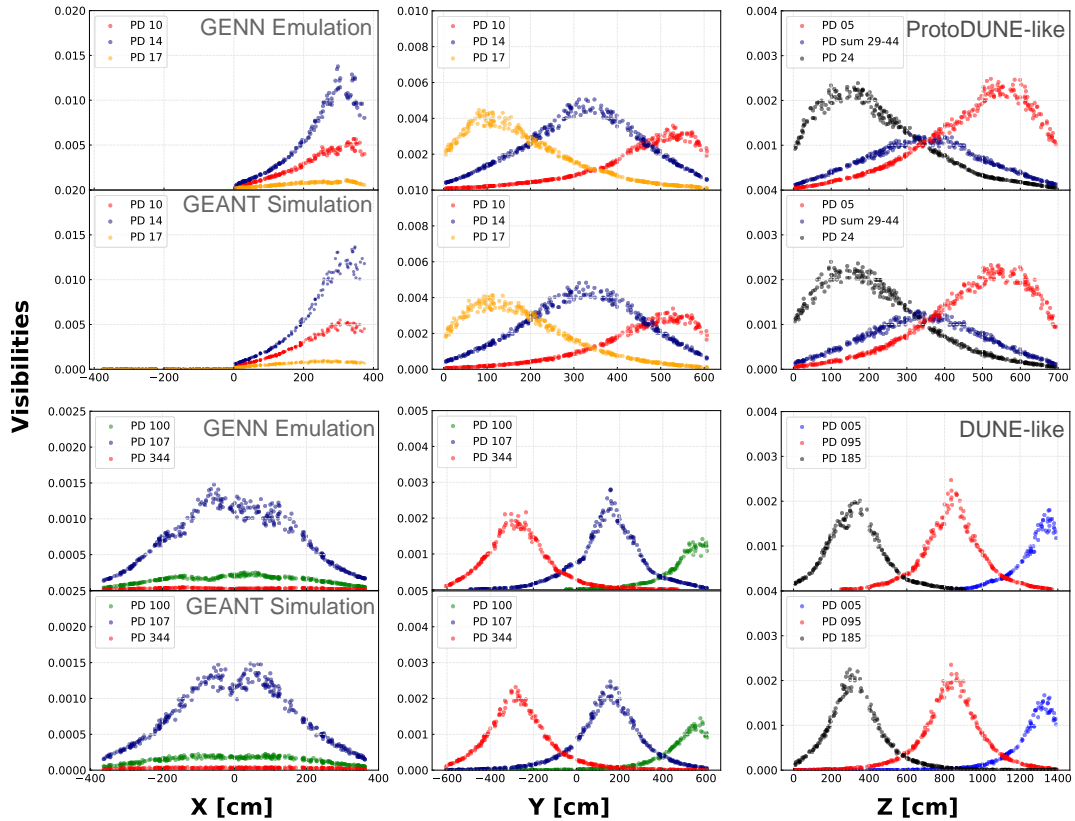 GENN Emulation
PD 10
PD 14
PD 17
0.020
0.015
0.010
0.005
0.020
GEANT Simulation
PD 10
PD 14
PD 17
0.015
0.010
0.005
0.000
−400 −200 0 200 400
PD 10
PD 14
PD 17
0.010
0.008
0.006
0.004
0.002
0.010
PD 10
PD 14
PD 17
0.008
0.006
0.004
0.002
0.000
0 100 200 300 400 500 600
ProtoDUNE-like
PD 05
PD sum 29-44
PD 24
0.004
0.003
0.002
0.001
0.004
PD 05
PD sum 29-44
PD 24
0.003
0.002
0.001
0.000
0 100 200 300 400 500 600 700
Visibilities
GENN Emulation
PD 100
PD 107
PD 344
0.0025
0.0020
0.0015
0.0010
0.0005
0.0025
GEANT Simulation
PD 100
PD 107
PD 344
0.0020
0.0015
0.0010
0.0005
0.0000
−400 −200 0 200 400
X [cm]
PD 100
PD 107
PD 344
0.005
0.004
0.003
0.002
0.001
0.005
PD 100
PD 107
PD 344
0.004
0.003
0.002
0.001
0.000
−600 −400 −200 0 200 400 600
Y [cm]
DUNE-like
PD 005
PD 095
PD 185
0.004
0.003
0.002
0.001
0.004
PD 005
PD 095
PD 185
0.003
0.002
0.001
0.000
0 200 400 600 800 1000 1200 1400
Z [cm]